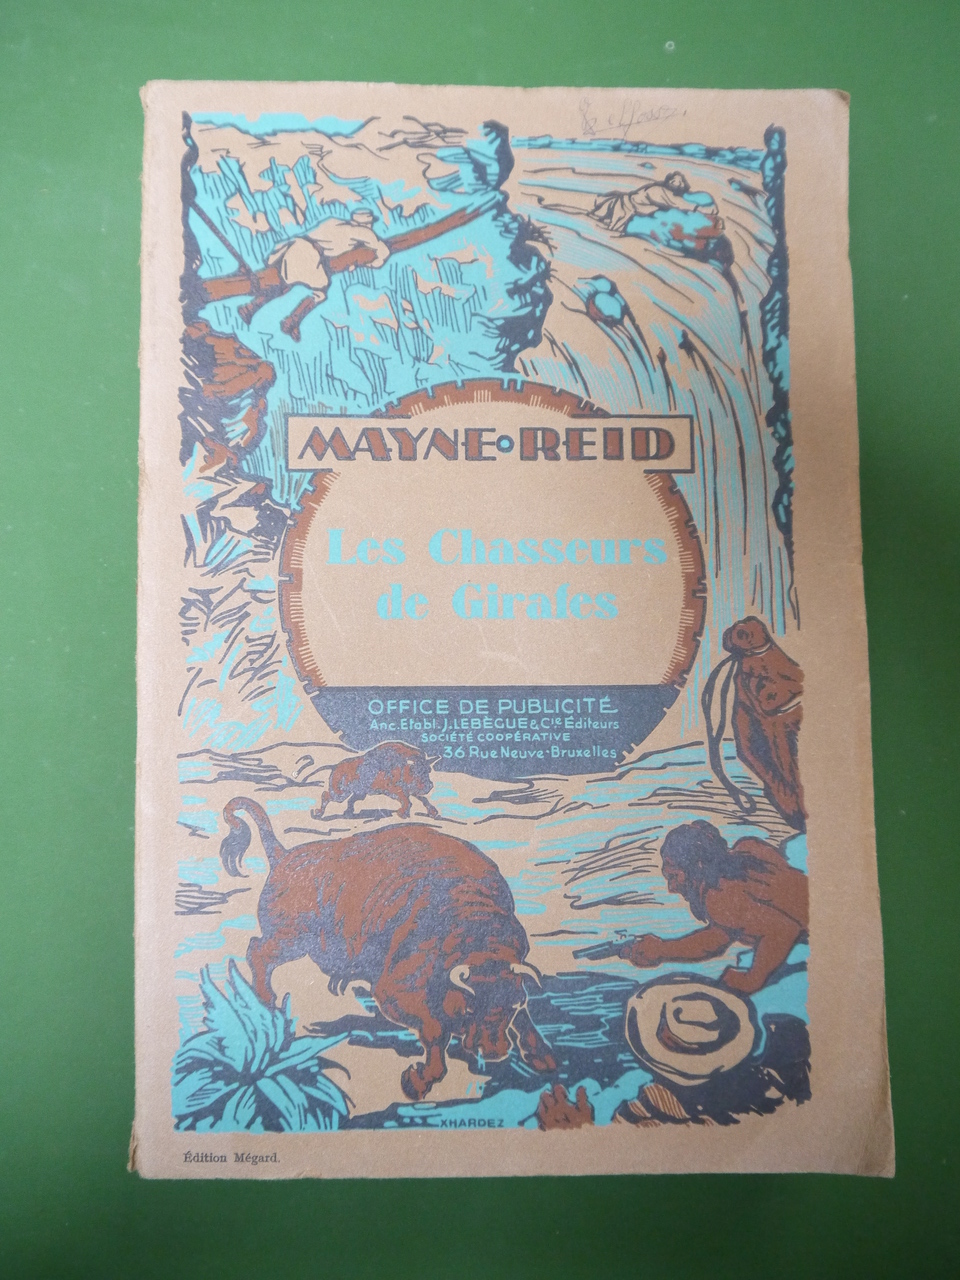 MAYNE•REID
Les Chasseurs
de Girafes
OFFICE DE PUBLICITÉ
Anc. Etabl. J. LEBÈGUE & Cie Éditeurs
SOCIÉTÉ COOPÉRATIVE
36 Rue Neuve-Bruxelles
XHARDEZ
Édition Mégard.